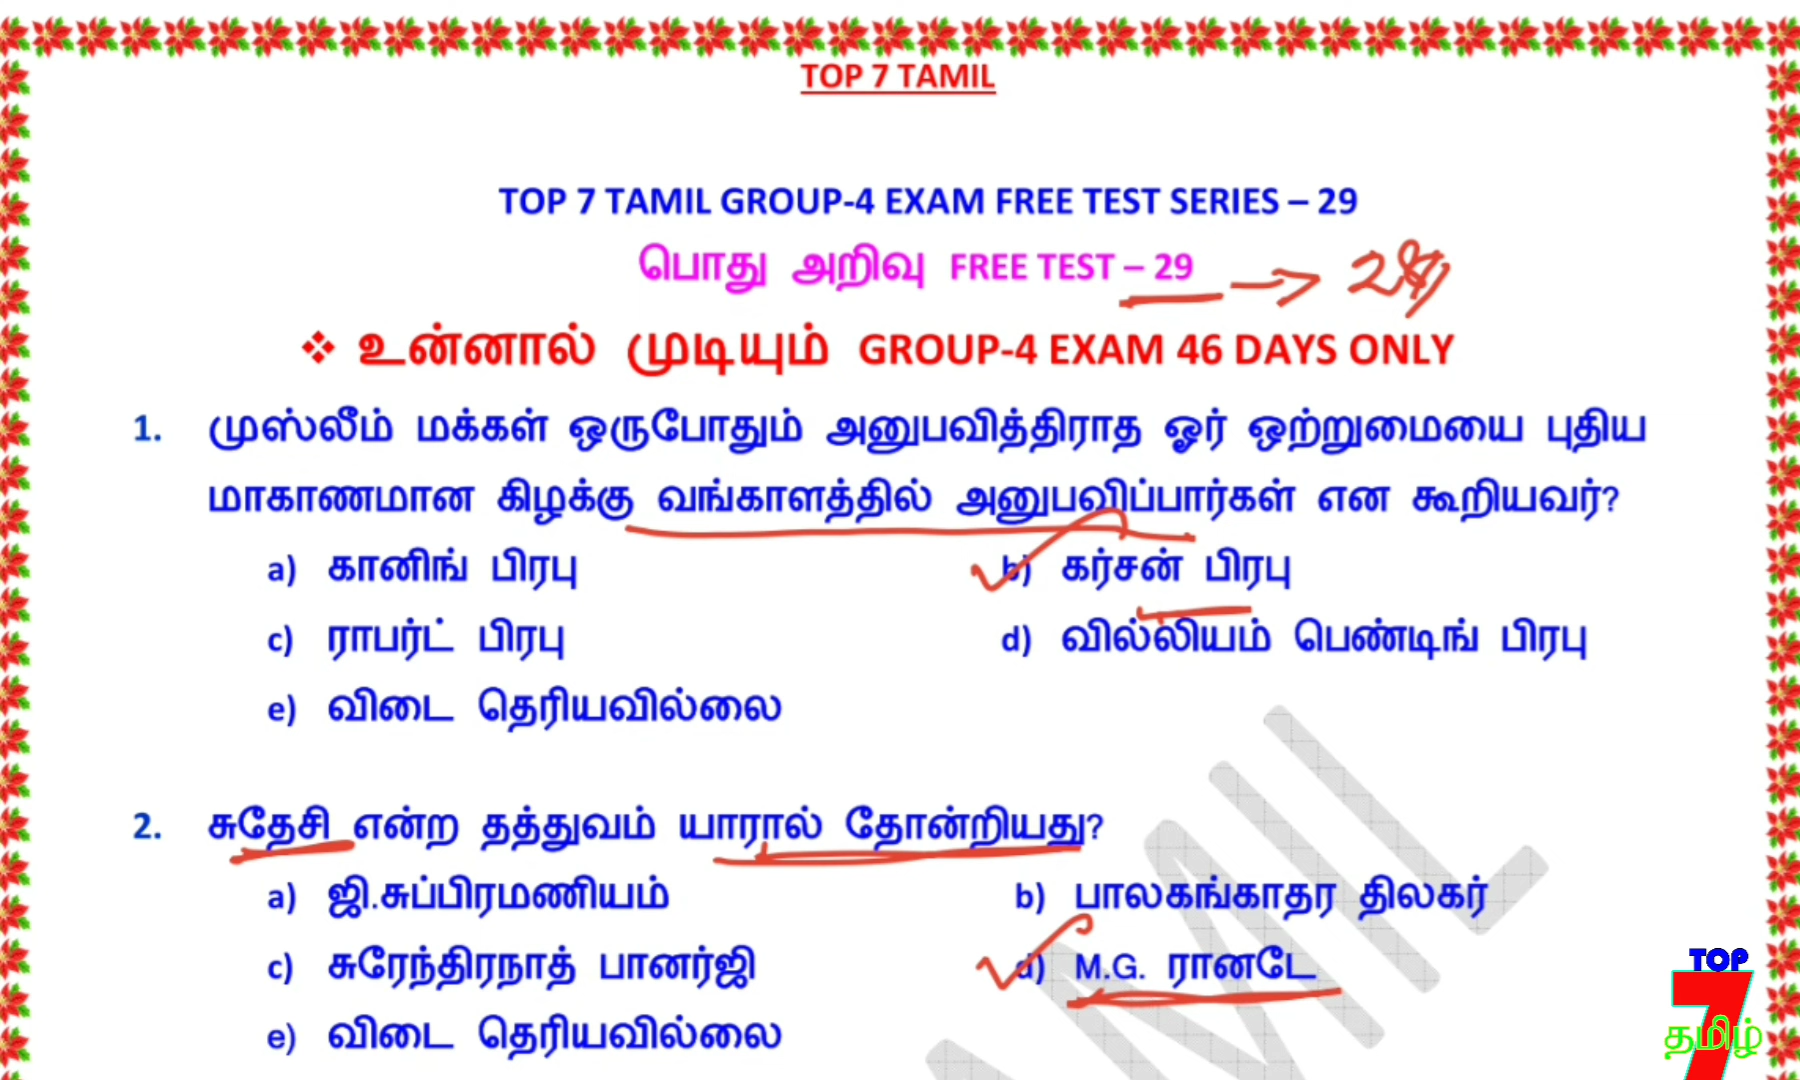 TOP 7 TAMIL
TOP 7 TAMIL GROUP-4 EXAM FREE TEST SERIES – 29
பொது அறிவு FREE TEST – 29
❖ உன்னால் முடியும் GROUP-4 EXAM 46 DAYS ONLY
1. முஸ்லீம் மக்கள் ஒருபோதும் அனுபவித்திராத ஓர் ஒற்றுமையை புதிய
மாகாணமான கிழக்கு வங்காளத்தில் அனுபவிப்பார்கள் என கூறியவர்?
a) கானிங் பிரபு b) கர்சன் பிரபு
c) ராபர்ட் பிரபு d) வில்லியம் பெண்டிங் பிரபு
e) விடை தெரியவில்லை
2. சுதேசி என்ற தத்துவம் யாரால் தோன்றியது?
a) ஜி.சுப்பிரமணியம் b) பாலகங்காதர திலகர்
c) சுரேந்திரநாத் பானர்ஜி d) M.G. ரானடே
e) விடை தெரியவில்லை
TOP
7
தமிழ்